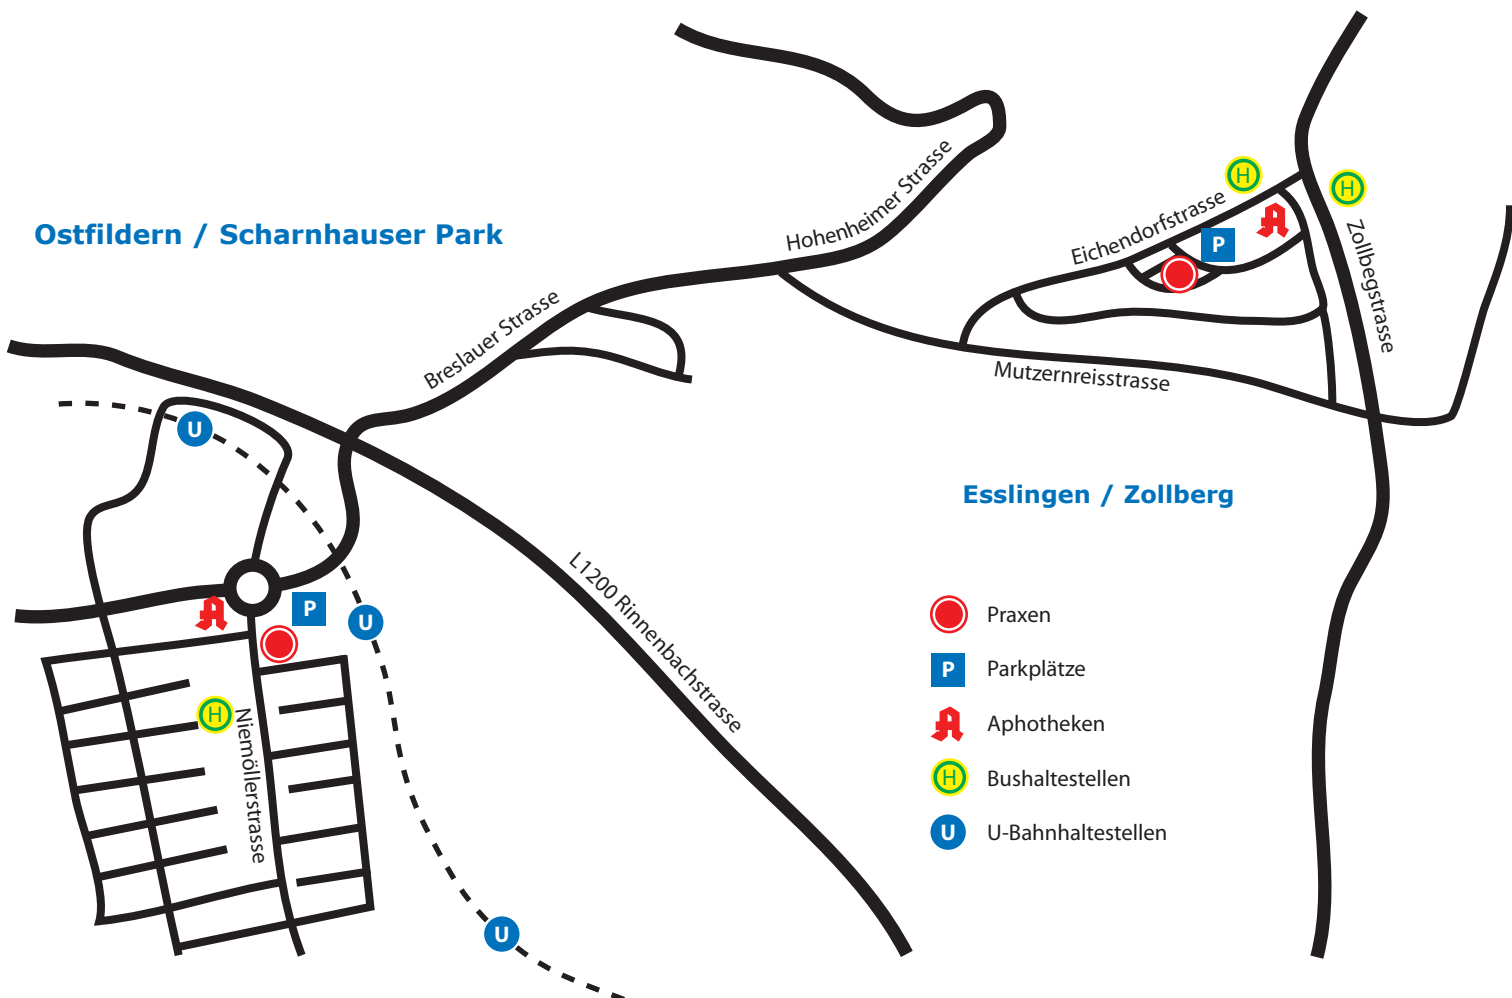 Hohenheimer Strasse
H
H
Eichendorfstrasse
P
Zollbegstrasse
Ostfildern / Scharnhauser Park
Breslauer Strasse
Mutzernreisstrasse
U
Esslingen / Zollberg
L1200 Rinnenbachstrasse
P
U
H
Niemöllerstrasse
Praxen
P Parkplätze
Aphotheken
H Bushaltestellen
U U-Bahnhaltestellen
U